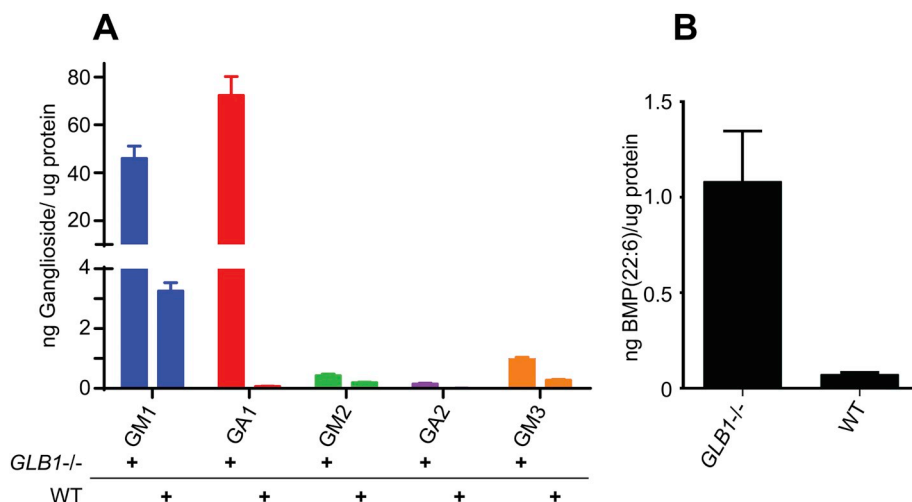 A
ng Ganglioside/ ug protein
80
60
40
20
4
2
0
GM1
GA1
GM2
GA2
GM3
GLB1-/-
+ + + + +
WT
+ + + + +
B
ng BMP(22:6)/ug protein
1.5
1.0
0.5
0
GLB1-/-
WT